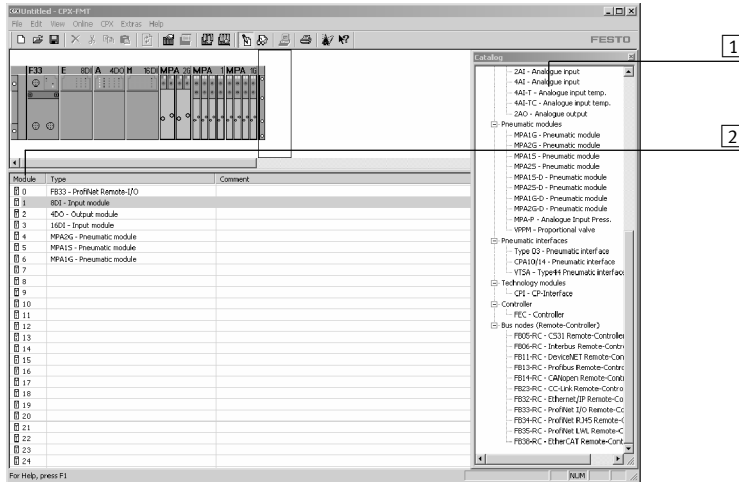 Untitled - CPX-FMT
File Edit View Online CPX Extras Help
FESTO
1
Catalog
F33 E 8DI A 4DO H 16DI MPA 2G MPA 1 MPA 1G
2AI - Analogue input
4AI - Analogue input
4AI-T - Analogue input temp.
4AI-TC - Analogue input temp.
2AO - Analogue output
Pneumatic modules
MPA1G - Pneumatic module
MPA2G - Pneumatic module
MPA1S - Pneumatic module
MPA2S - Pneumatic module
MPA1S-D - Pneumatic module
MPA2S-D - Pneumatic module
MPA1G-D - Pneumatic module
MPA2G-D - Pneumatic module
MPA-P - Analogue Input Press.
VPPM - Proportional valve
Pneumatic interfaces
Type 03 - Pneumatic interface
CPA10/14 - Pneumatic interface
VTSA - Type44 Pneumatic interface
Technology modules
CPI - CP-Interface
Controller
FEC - Controller
Bus nodes (Remote-Controller)
FB05-RC - CS31 Remote-Controller
FB06-RC - Interbus Remote-Contr
FB11-RC - DeviceNET Remote-Con
FB13-RC - Profibus Remote-Contro
FB14-RC - CANopen Remote-Contr
FB23-RC - CC-Link Remote-Contro
FB32-RC - Ethernet/IP Remote-Co
FB33-RC - ProfiNet I/O Remote-Cc
FB34-RC - ProfiNet RJ45 Remote-C
FB35-RC - ProfiNet LWL Remote-C
FB38-RC - EtherCAT Remote-Cont
2
Module Type Comment
0 FB33 - ProfiNet Remote-I/O
1 8DI - Input module
2 4DO - Output module
3 16DI - Input module
4 MPA2G - Pneumatic module
5 MPA1S - Pneumatic module
6 MPA1G - Pneumatic module
7
8
9
10
11
12
13
14
15
16
17
18
19
20
21
22
23
24
For Help, press F1
NUM